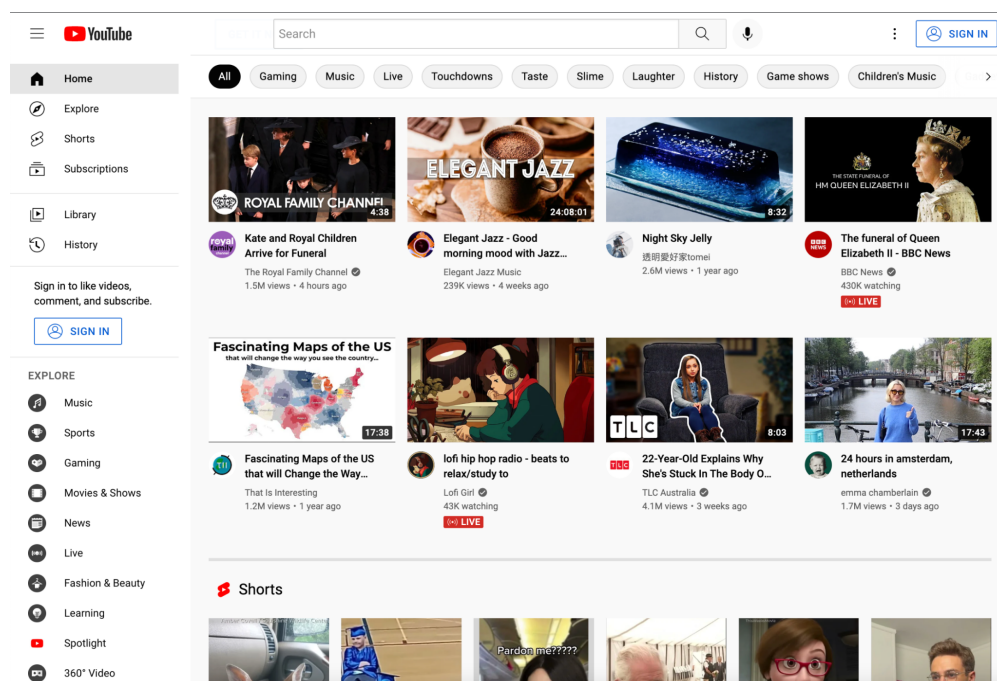 YouTube
Search
SIGN IN
Home
Explore
Shorts
Subscriptions
Library
History
Sign in to like videos,
comment, and subscribe.
SIGN IN
EXPLORE
Music
Sports
Gaming
Movies & Shows
News
Live
Fashion & Beauty
Learning
Spotlight
360° Video
All
Gaming
Music
Live
Touchdowns
Taste
Slime
Laughter
History
Game shows
Children's Music
ROYAL FAMILY CHANNEL
4:38
royal
family
Kate and Royal Children
Arrive for Funeral
The Royal Family Channel
1.5M views • 4 hours ago
ELEGANT JAZZ
24:08:01
Elegant Jazz - Good
morning mood with Jazz...
Elegant Jazz Music
239K views • 4 weeks ago
8:32
Night Sky Jelly
透明愛好家tomei
2.6M views • 1 year ago
THE STATE FUNERAL OF
HM QUEEN ELIZABETH II
BBC
NEWS
The funeral of Queen
Elizabeth II - BBC News
BBC News
430K watching
LIVE
Fascinating Maps of the US
that will change the way you see the country...
17:38
TII
Fascinating Maps of the US
that will Change the Way...
That Is Interesting
1.2M views • 1 year ago
lofi hip hop radio - beats to
relax/study to
Lofi Girl
43K watching
LIVE
TLC
8:03
TLC
22-Year-Old Explains Why
She's Stuck In The Body O...
TLC Australia
4.1M views • 3 weeks ago
17:43
24 hours in amsterdam,
netherlands
emma chamberlain
1.7M views • 3 days ago
Shorts
Pardon me?????